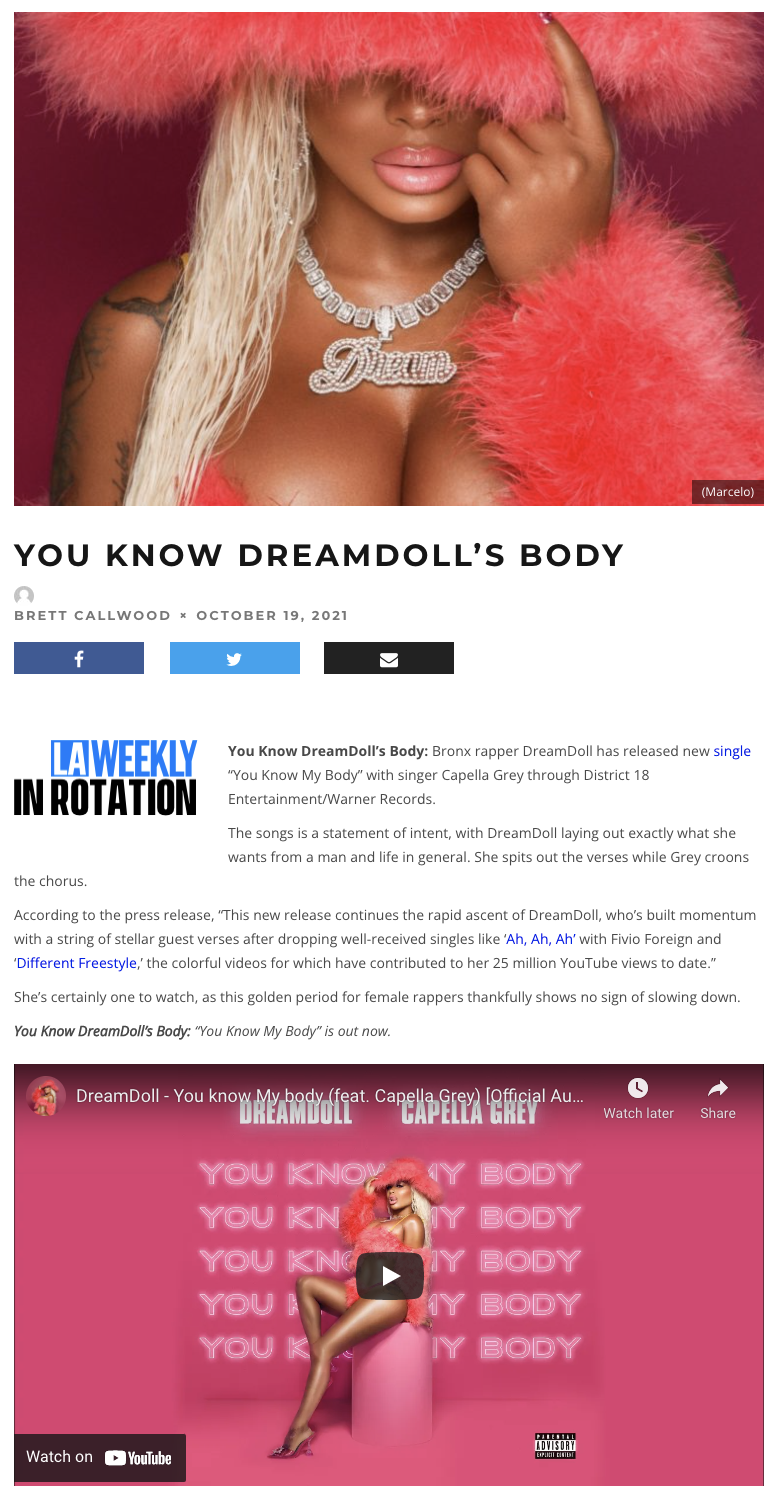 Dream
(Marcelo)
YOU KNOW DREAMDOLL’S BODY
BRETT CALLWOOD × OCTOBER 19, 2021
LA WEEKLY
IN ROTATION
You Know DreamDoll’s Body: Bronx rapper DreamDoll has released new single
“You Know My Body” with singer Capella Grey through District 18
Entertainment/Warner Records.
The songs is a statement of intent, with DreamDoll laying out exactly what she
wants from a man and life in general. She spits out the verses while Grey croons
the chorus.
According to the press release, “This new release continues the rapid ascent of DreamDoll, who’s built momentum
with a string of stellar guest verses after dropping well-received singles like ‘Ah, Ah, Ah’ with Fivio Foreign and
‘Different Freestyle,’ the colorful videos for which have contributed to her 25 million YouTube views to date.”
She’s certainly one to watch, as this golden period for female rappers thankfully shows no sign of slowing down.
You Know DreamDoll’s Body: “You Know My Body” is out now.
DreamDoll - You know My body (feat. Capella Grey) [Official Au...
Watch later
Share
DREAMDOLL CAPELLA GREY
YOU KNOW MY BODY
YOU KN MY BODY
YOU KNO MY BODY
YOU K MY BODY
YOU K MY BODY
PARENTAL
ADVISORY
EXPLICIT CONTENT
Watch on YouTube